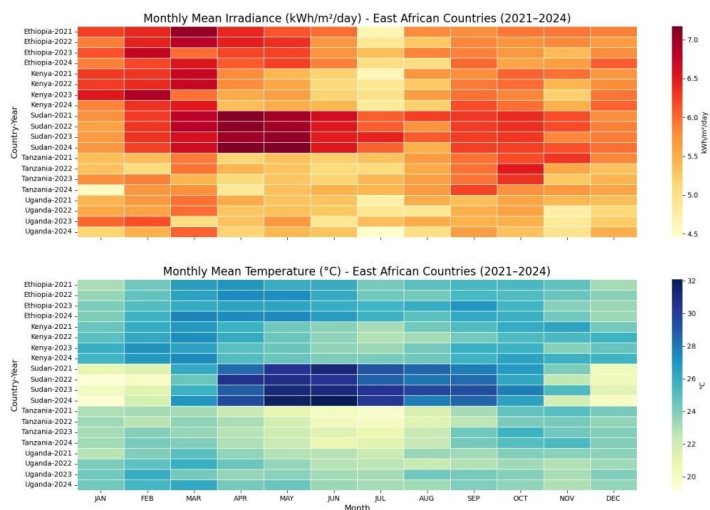 Monthly Mean Irradiance (kWh/m²/day) - East African Countries (2021–2024)
Country-Year
Ethiopia-2021
Ethiopia-2022
Ethiopia-2023
Ethiopia-2024
Kenya-2021
Kenya-2022
Kenya-2023
Kenya-2024
Sudan-2021
Sudan-2022
Sudan-2023
Sudan-2024
Tanzania-2021
Tanzania-2022
Tanzania-2023
Tanzania-2024
Uganda-2021
Uganda-2022
Uganda-2023
Uganda-2024
7.0
6.5
6.0
5.5
5.0
4.5
kWh/m²/day
Monthly Mean Temperature (°C) - East African Countries (2021–2024)
Country-Year
Ethiopia-2021
Ethiopia-2022
Ethiopia-2023
Ethiopia-2024
Kenya-2021
Kenya-2022
Kenya-2023
Kenya-2024
Sudan-2021
Sudan-2022
Sudan-2023
Sudan-2024
Tanzania-2021
Tanzania-2022
Tanzania-2023
Tanzania-2024
Uganda-2021
Uganda-2022
Uganda-2023
Uganda-2024
JAN FEB MAR APR MAY JUN JUL AUG SEP OCT NOV DEC
Month
32
30
28
26
24
22
20
°C